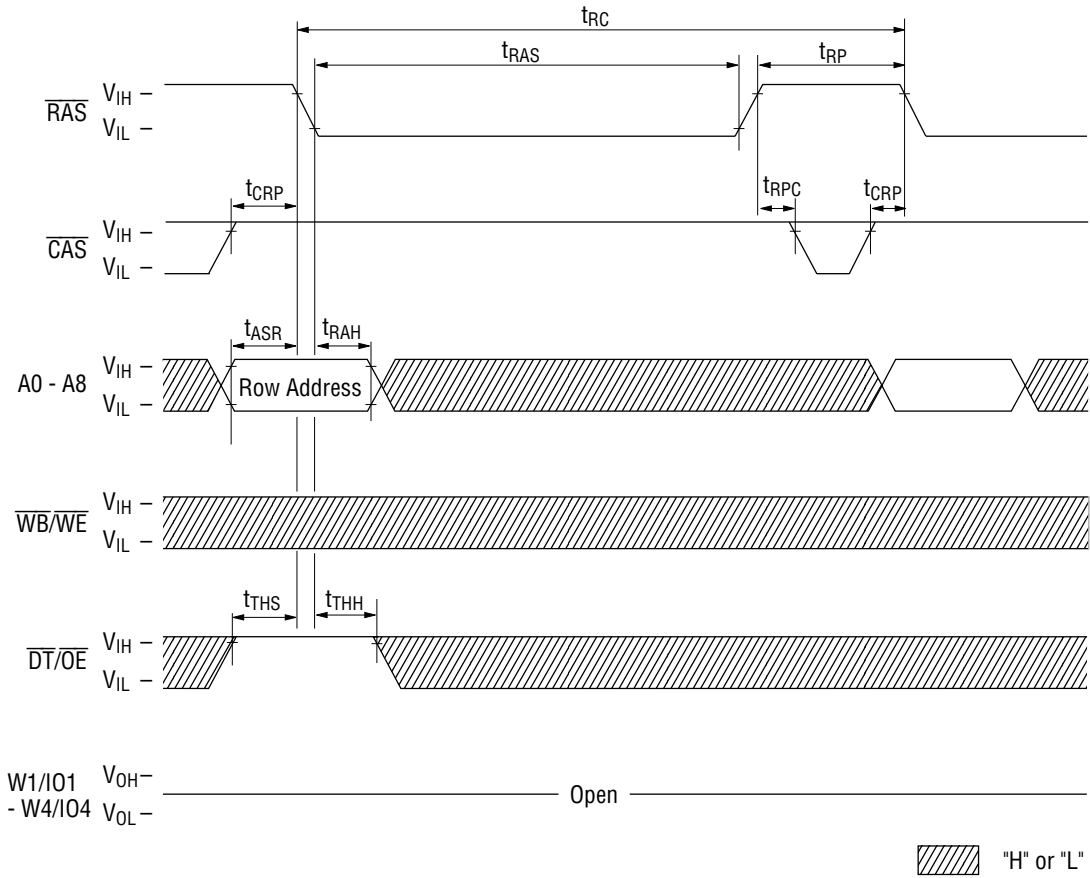 tRC
tRAS tRP
RAS VIH –
VIL –
tCRP tRPC tCRP
CAS VIH –
VIL –
tASR tRAH
A0 - A8 VIH –
VIL –
Row Address
WB/WE VIH –
VIL –
tTHS tTHH
DT/OE VIH –
VIL –
W1/IO1 VOH –
- W4/IO4 VOL –
Open
"H" or "L"